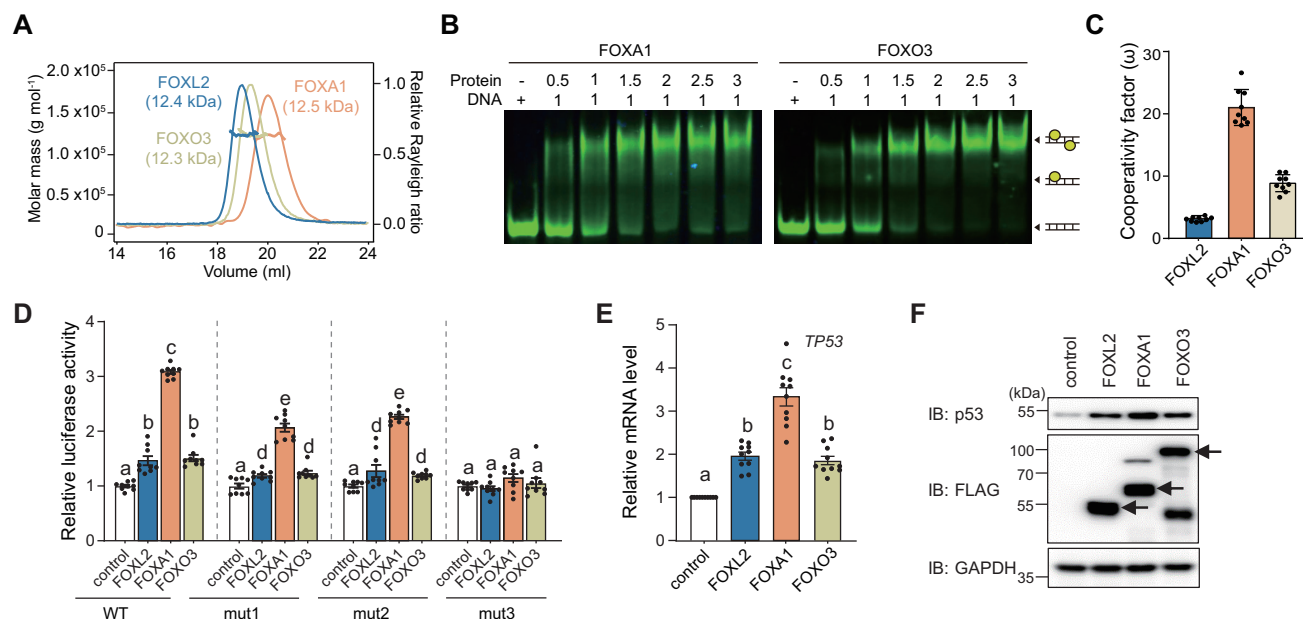 A
Molar mass (g mol⁻¹)
2.0 x10⁵
1.5 x10⁵
1.0 x10⁵
0.5 x10⁵
0
FOXL2
(12.4 kDa)
FOXO3
(12.3 kDa)
FOXA1
(12.5 kDa)
1.0
0.5
0.0
Relative Rayleigh ratio
14 16 18 20 22 24
Volume (ml)
B
FOXA1
FOXO3
Protein - 0.5 1 1.5 2 2.5 3 - 0.5 1 1.5 2 2.5 3
DNA + 1 1 1 1 1 1 + 1 1 1 1 1 1
C
Cooperativity factor (ω)
30
20
10
0
FOXL2
FOXA1
FOXO3
D
Relative luciferase activity
4
3
2
1
0
a b c b
a d e d
a d e d
a a a a
control FOXL2 FOXA1 FOXO3 control FOXL2 FOXA1 FOXO3 control FOXL2 FOXA1 FOXO3 control FOXL2 FOXA1 FOXO3
WT mut1 mut2 mut3
E
Relative mRNA level
5
4
3
2
1
0
TP53
a b c b
control FOXL2 FOXA1 FOXO3
F
control FOXL2 FOXA1 FOXO3
(kDa)
IB: p53
55
100
70
IB: FLAG
55
IB: GAPDH
35